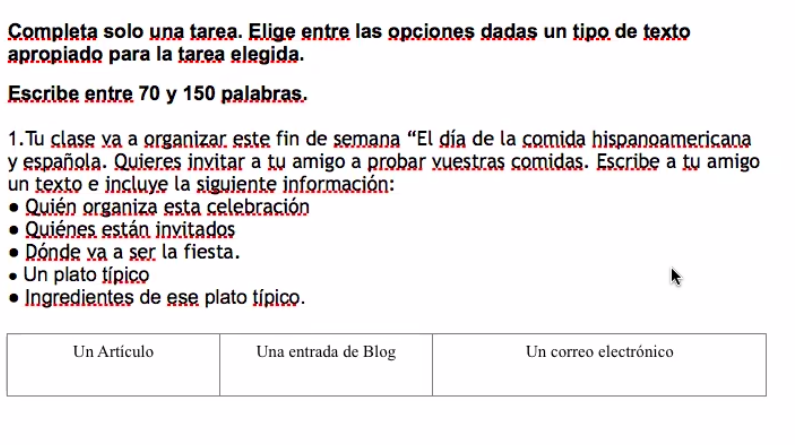 Completa solo una tarea. Elige entre las opciones dadas un tipo de texto
apropiado para la tarea elegida.
Escribe entre 70 y 150 palabras.
1.Tu clase va a organizar este fin de semana “El día de la comida hispanoamericana
y española. Quieres invitar a tu amigo a probar vuestras comidas. Escribe a tu amigo
un texto e incluye la siguiente información:
● Quién organiza esta celebración
● Quiénes están invitados
● Dónde va a ser la fiesta.
● Un plato típico
● Ingredientes de ese plato típico.
Un Artículo Una entrada de Blog Un correo electrónico